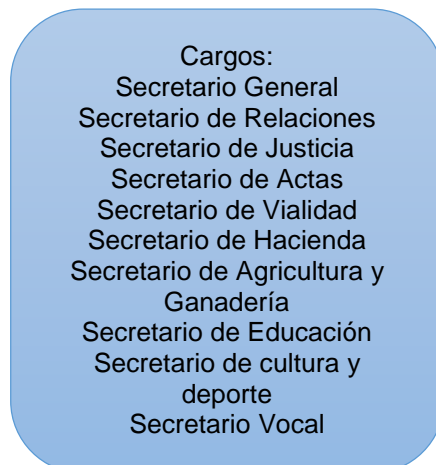 Cargos:
Secretario General
Secretario de Relaciones
Secretario de Justicia
Secretario de Actas
Secretario de Vialidad
Secretario de Hacienda
Secretario de Agricultura y
Ganadería
Secretario de Educación
Secretario de cultura y
deporte
Secretario Vocal